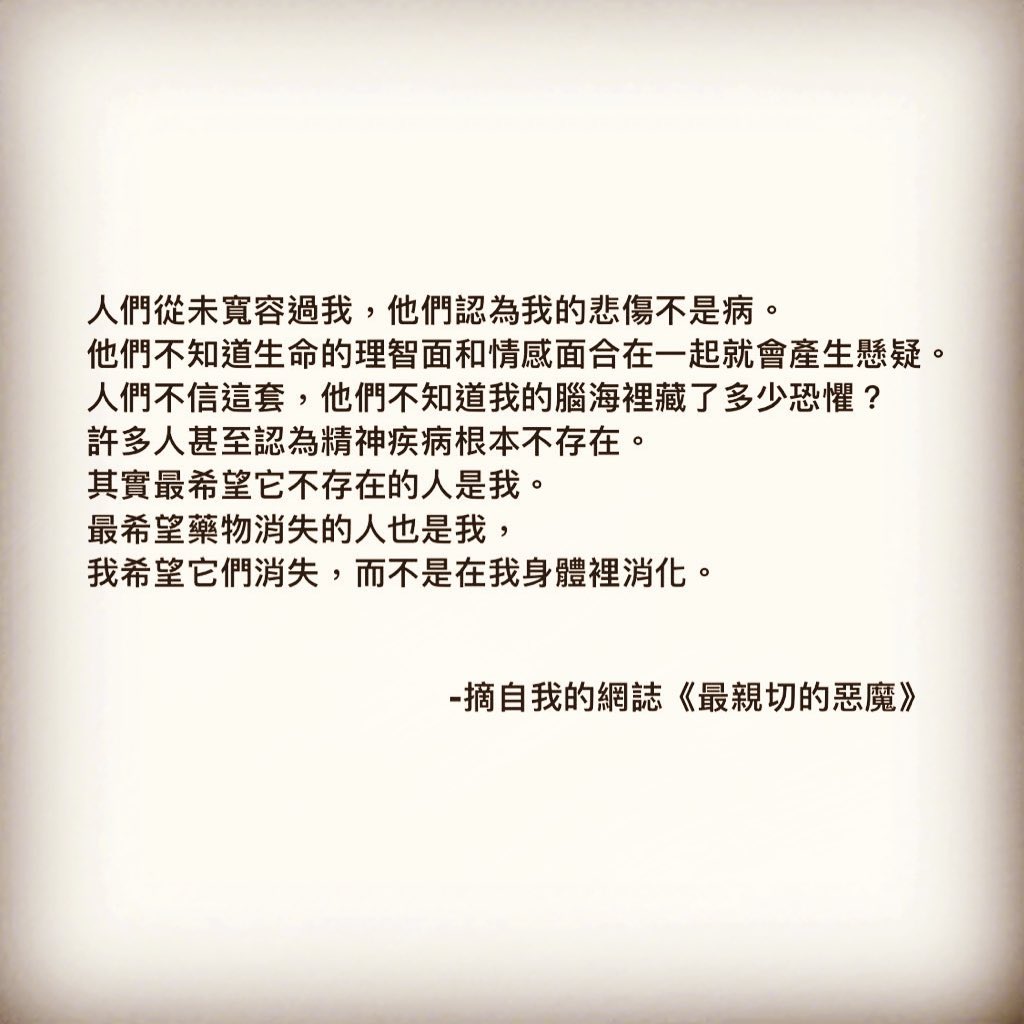 人們從未寬容過我，他們認為我的悲傷不是病。
他們不知道生命的理智面和情感面合在一起就會產生懸疑。
人們不信這套，他們不知道我的腦海裡藏了多少恐懼？
許多人甚至認為精神疾病根本不存在。
其實最希望它不存在的人是我。
最希望藥物消失的人也是我，
我希望它們消失，而不是在我身體裡消化。
-摘自我的網誌《最親切的惡魔》